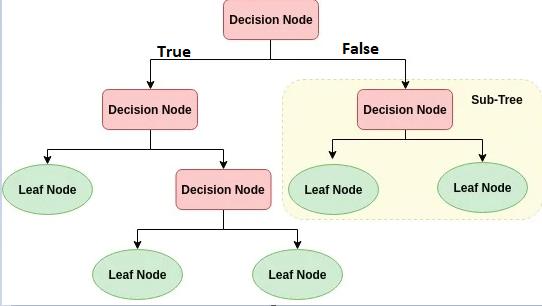 Decision Node
True
False
Decision Node
Decision Node
Sub-Tree
Leaf Node
Decision Node
Leaf Node
Leaf Node
Leaf Node
Leaf Node